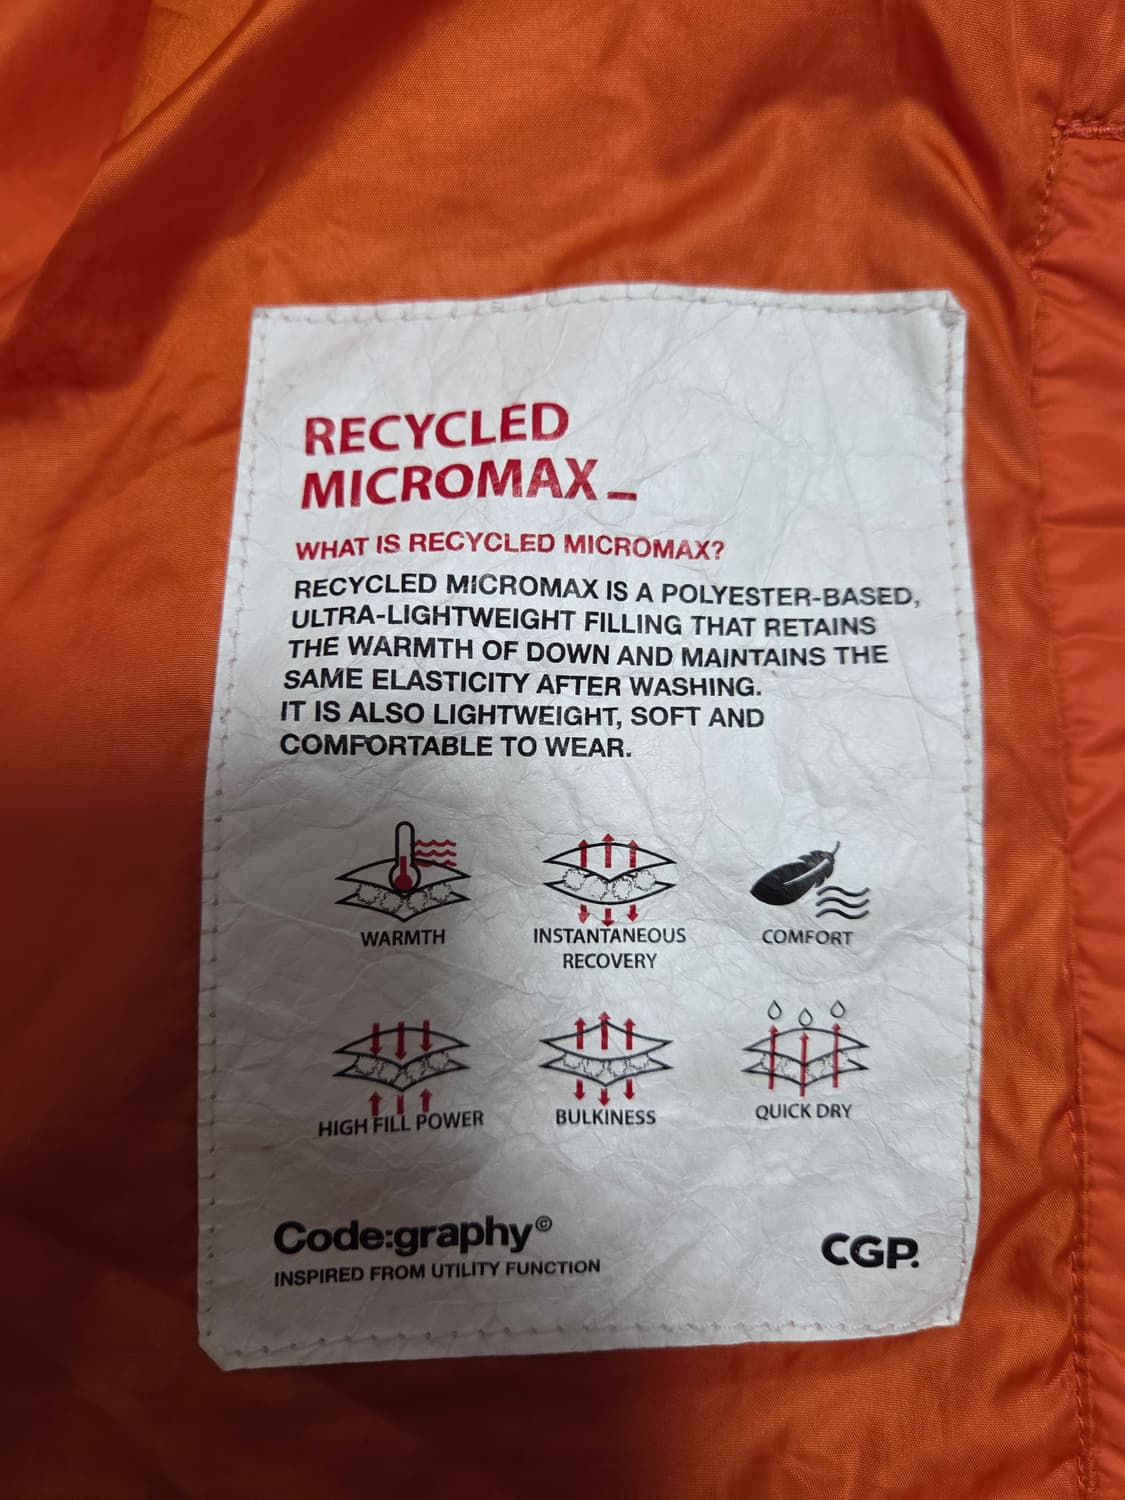 RECYCLED
MICROMAX_
WHAT IS RECYCLED MICROMAX?
RECYCLED MICROMAX IS A POLYESTER-BASED,
ULTRA-LIGHTWEIGHT FILLING THAT RETAINS
THE WARMTH OF DOWN AND MAINTAINS THE
SAME ELASTICITY AFTER WASHING.
IT IS ALSO LIGHTWEIGHT, SOFT AND
COMFORTABLE TO WEAR.
WARMTH
INSTANTANEOUS
RECOVERY
COMFORT
HIGH FILL POWER
BULKINESS
QUICK DRY
Code:graphy©
INSPIRED FROM UTILITY FUNCTION
CGP.